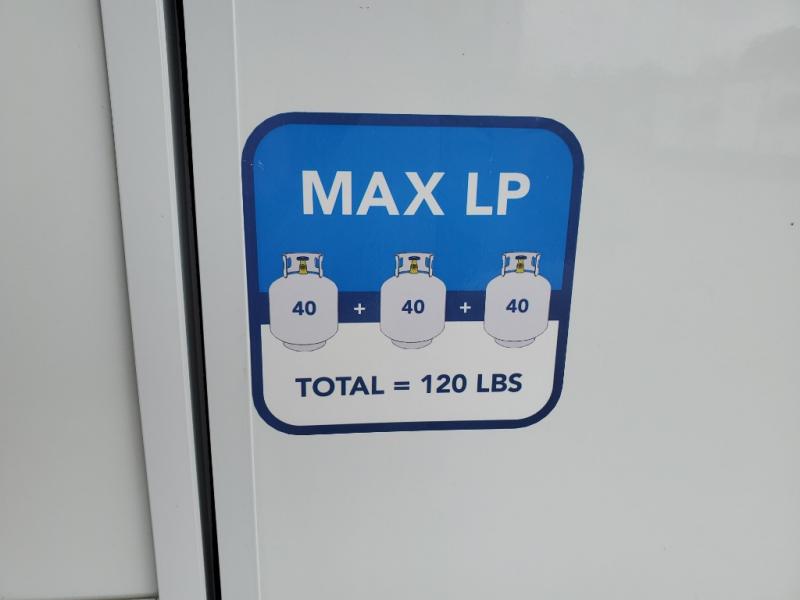 MAX LP
40 + 40 + 40
TOTAL = 120 LBS